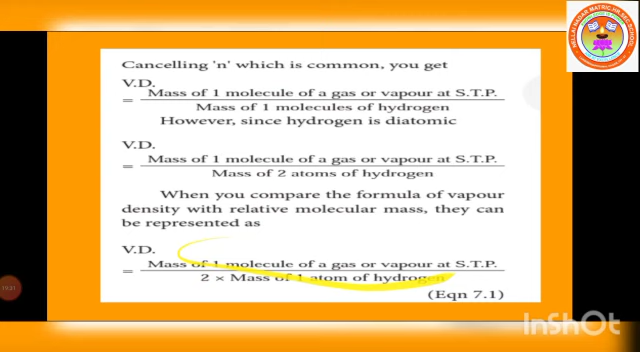 Cancelling 'n' which is common, you get
V.D.
= Mass of 1 molecule of a gas or vapour at S.T.P.
Mass of 1 molecules of hydrogen
However, since hydrogen is diatomic
V.D.
= Mass of 1 molecule of a gas or vapour at S.T.P.
Mass of 2 atoms of hydrogen
When you compare the formula of vapour
density with relative molecular mass, they can
be represented as
V.D.
= Mass of 1 molecule of a gas or vapour at S.T.P.
2 × Mass of 1 atom of hydrogen
(Eqn 7.1)
InShOt